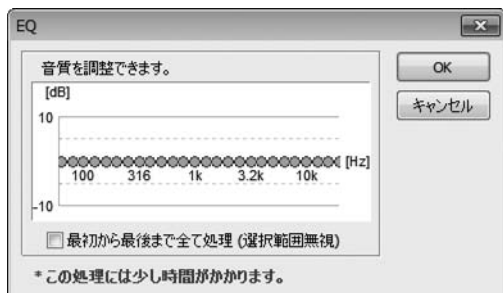 EQ
音質を調整できます。
[dB]
10
[Hz]
100 316 1k 3.2k 10k
-10
最初から最後まで全て処理 (選択範囲無視)
*この処理には少し時間がかかります。
OK
キャンセル